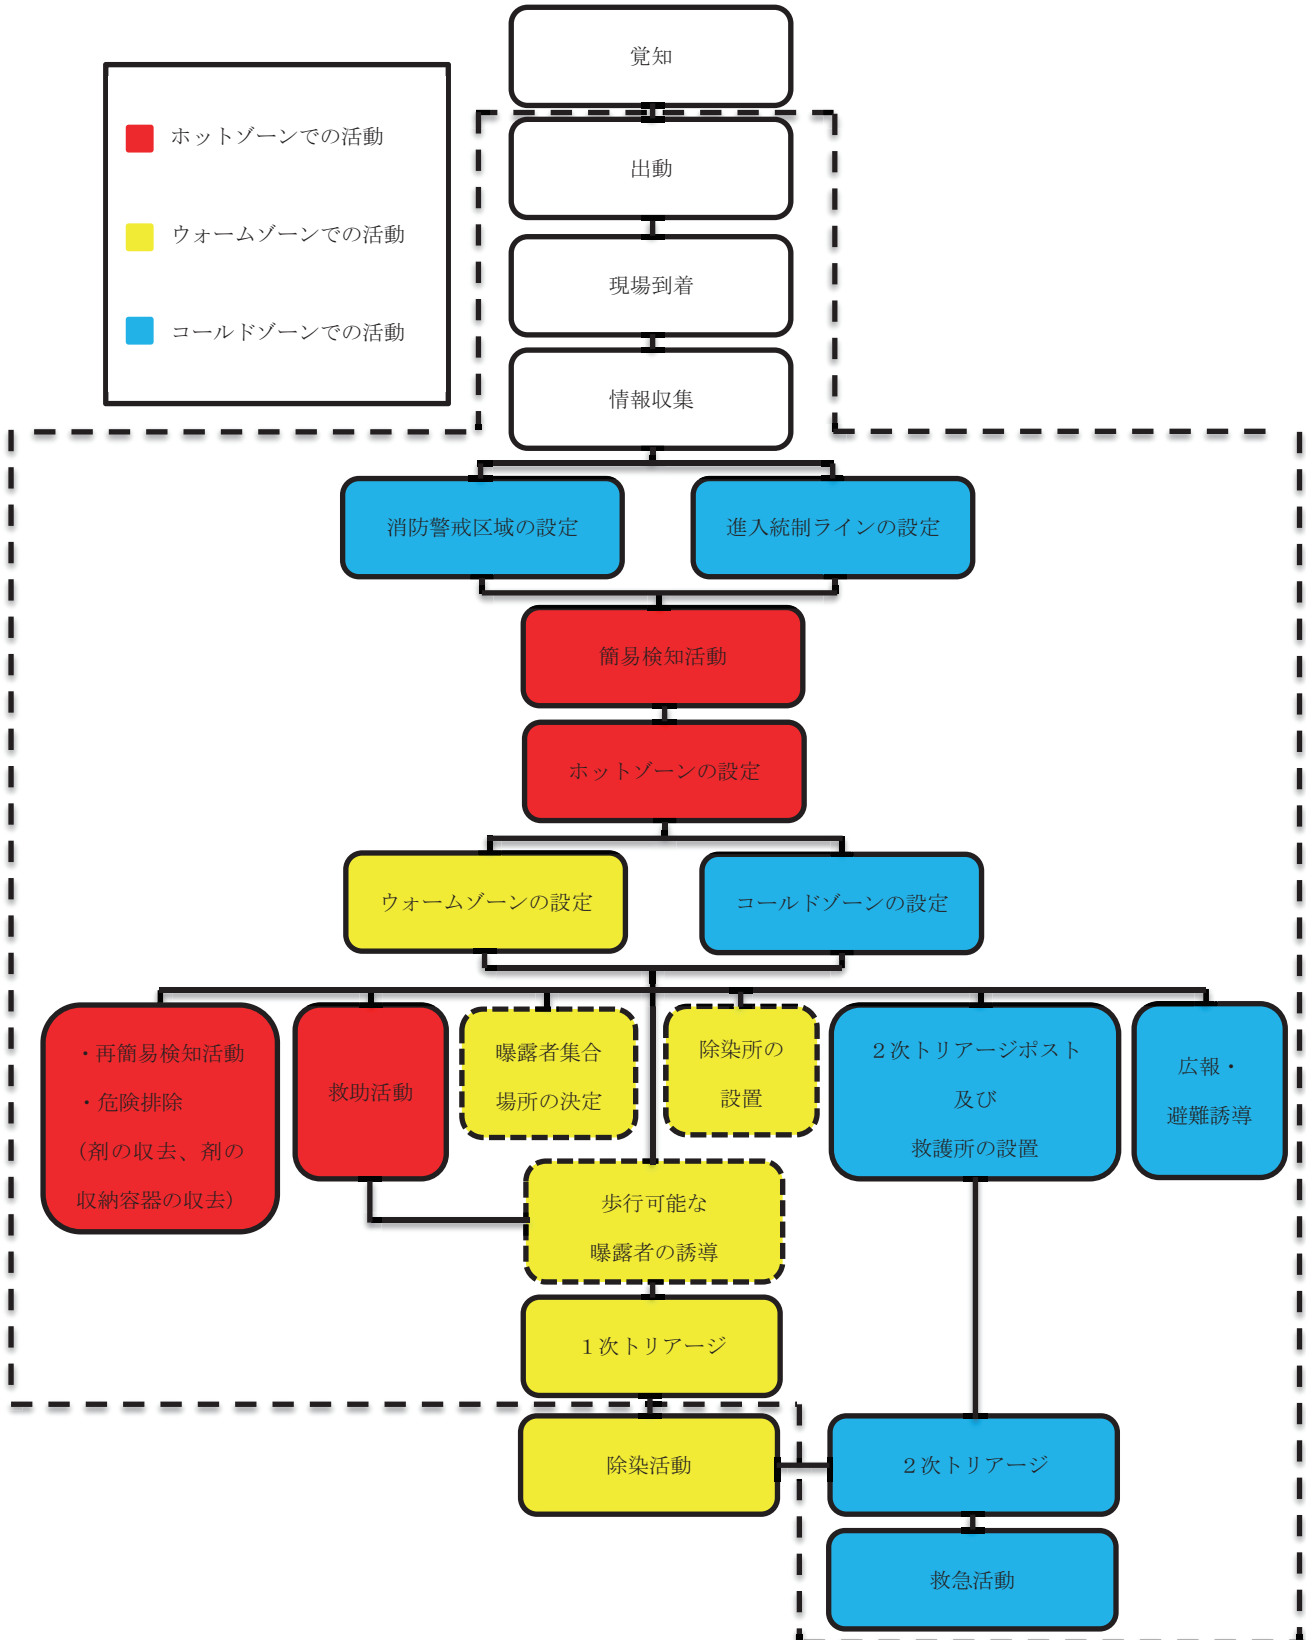 覚知
ホットゾーンでの活動
ウォームゾーンでの活動
コールドゾーンでの活動
出動
現場到着
情報収集
消防警戒区域の設定
進入統制ラインの設定
簡易検知活動
ホットゾーンの設定
ウォームゾーンの設定
コールドゾーンの設定
・再簡易検知活動
・危険排除
（剤の収去、剤の
収納容器の収去）
救助活動
曝露者集合
場所の決定
除染所の
設置
２次トリアージポスト
及び
救護所の設置
広報・
避難誘導
歩行可能な
曝露者の誘導
１次トリアージ
除染活動
２次トリアージ
救急活動